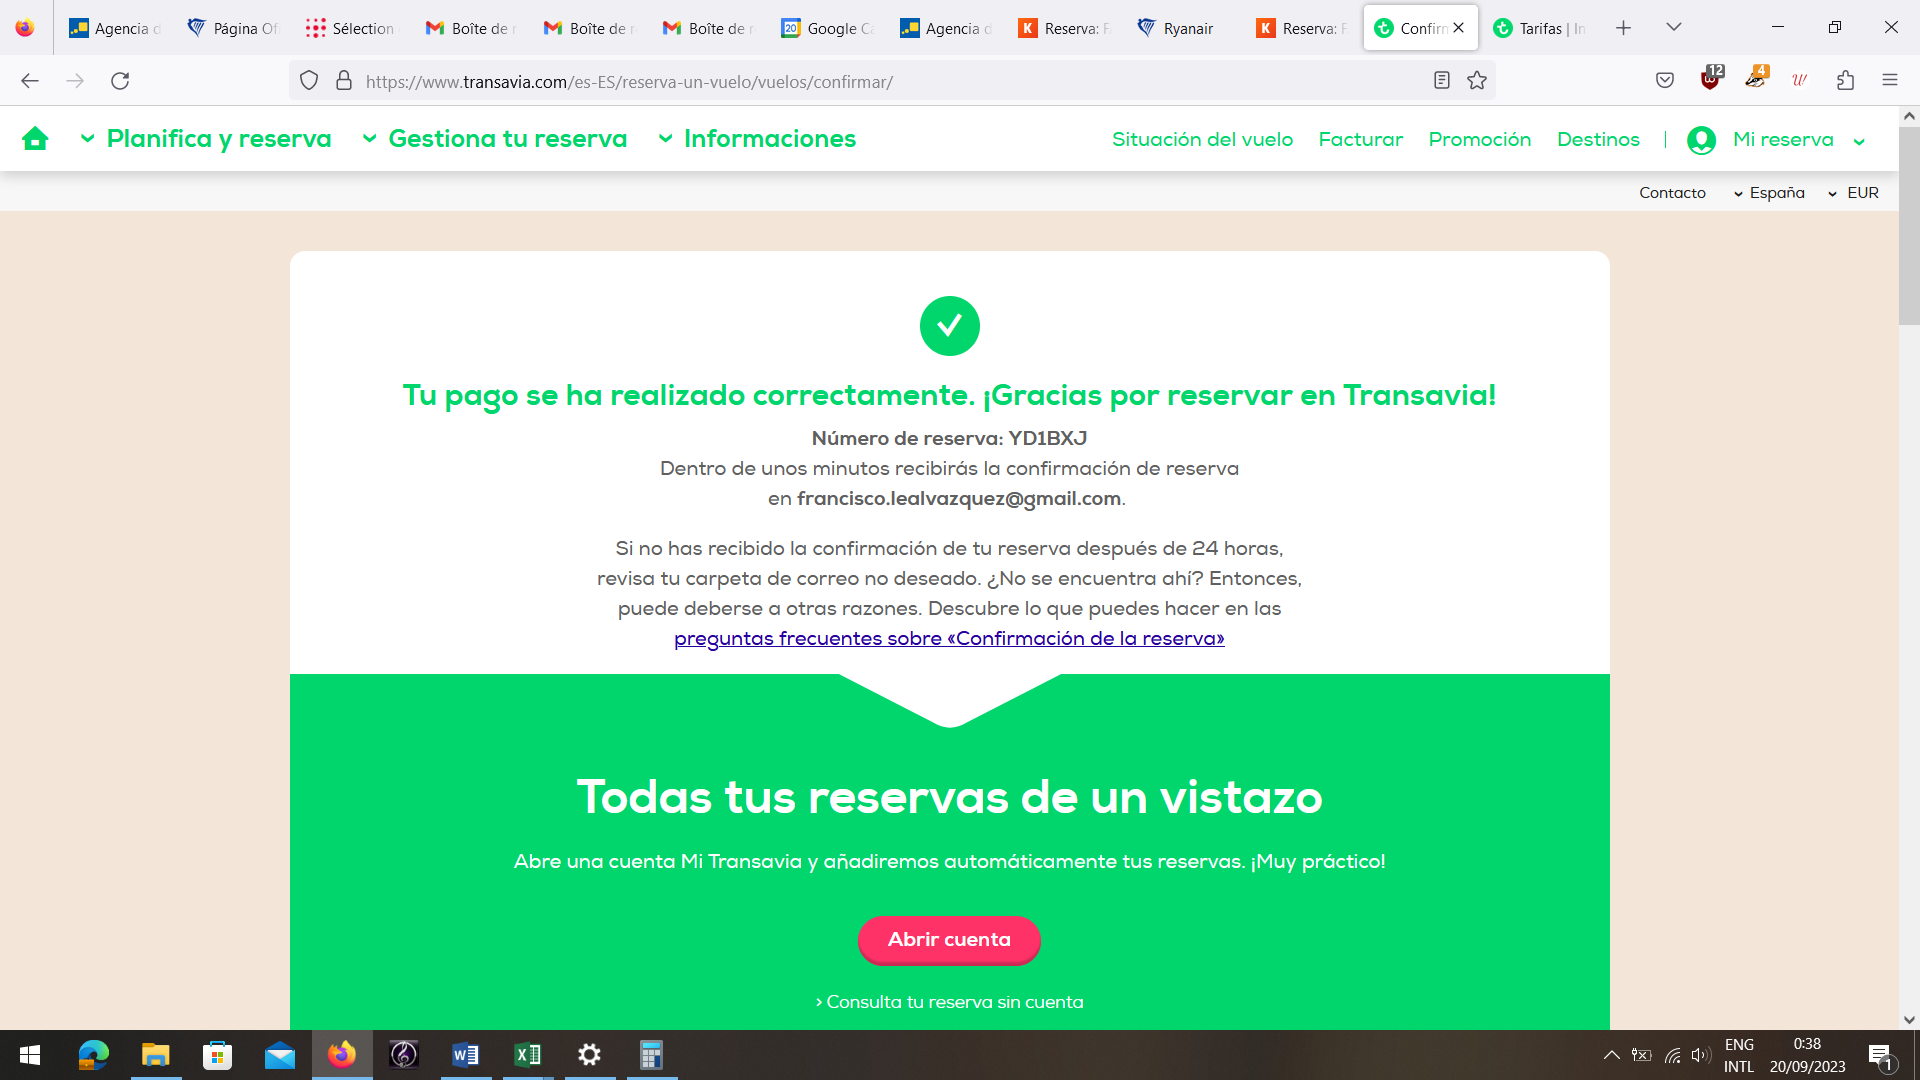 Agencia d
Página Of
Sélection
Boîte de r
Boîte de r
Boîte de r
Google Ca
Agencia d
Reserva: F
Ryanair
Reserva: F
Confirm
Tarifas | In
https://www.transavia.com/es-ES/reserva-un-vuelo/vuelos/confirmar/
12
4
Planifica y reserva
Gestiona tu reserva
Informaciones
Situación del vuelo
Facturar
Promoción
Destinos
Mi reserva
Contacto
España
EUR
Tu pago se ha realizado correctamente. ¡Gracias por reservar en Transavia!
Número de reserva: YD1BXJ
Dentro de unos minutos recibirás la confirmación de reserva
en francisco.lealvazquez@gmail.com.
Si no has recibido la confirmación de tu reserva después de 24 horas,
revisa tu carpeta de correo no deseado. ¿No se encuentra ahí? Entonces,
puede deberse a otras razones. Descubre lo que puedes hacer en las
preguntas frecuentes sobre «Confirmación de la reserva»
Todas tus reservas de un vistazo
Abre una cuenta Mi Transavia y añadiremos automáticamente tus reservas. ¡Muy práctico!
Abrir cuenta
> Consulta tu reserva sin cuenta
ENG
INTL
0:38
20/09/2023
1